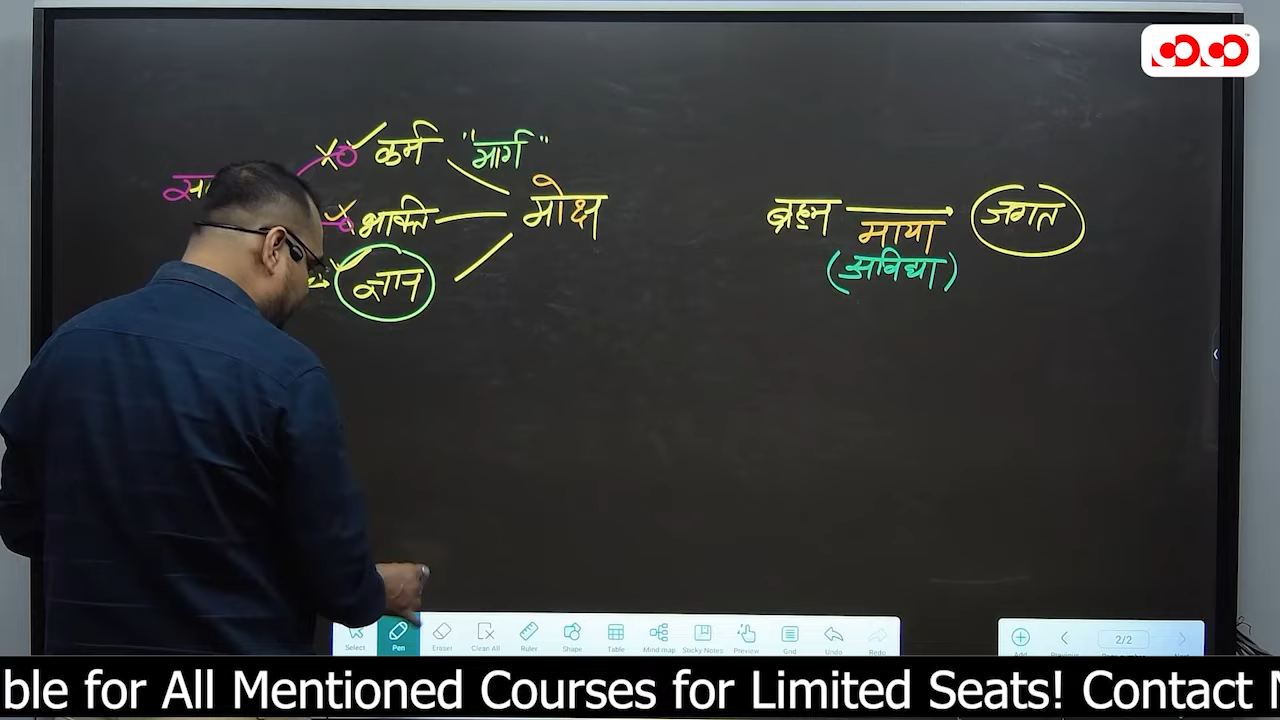 कर्म "मार्ग"
भक्ति
ज्ञान
मोक्ष
ब्रह्म
माया
(अविद्या)
जगत
Select Pen Eraser Clean All Ruler Shape Table Mind map Sticky Notes Preview Grid Undo Redo
2/2
ble for All Mentioned Courses for Limited Seats! Contact